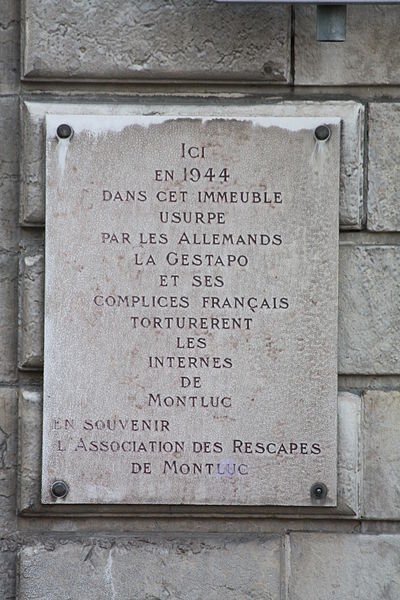 ICI
EN 1944
DANS CET IMMEUBLE
USURPE
PAR LES ALLEMANDS
LA GESTAPO
ET SES
COMPLICES FRANÇAIS
TORTURERENT
LES
INTERNES
DE
MONTLUC
EN SOUVENIR
L'ASSOCIATION DES RESCAPES
DE MONTLUC